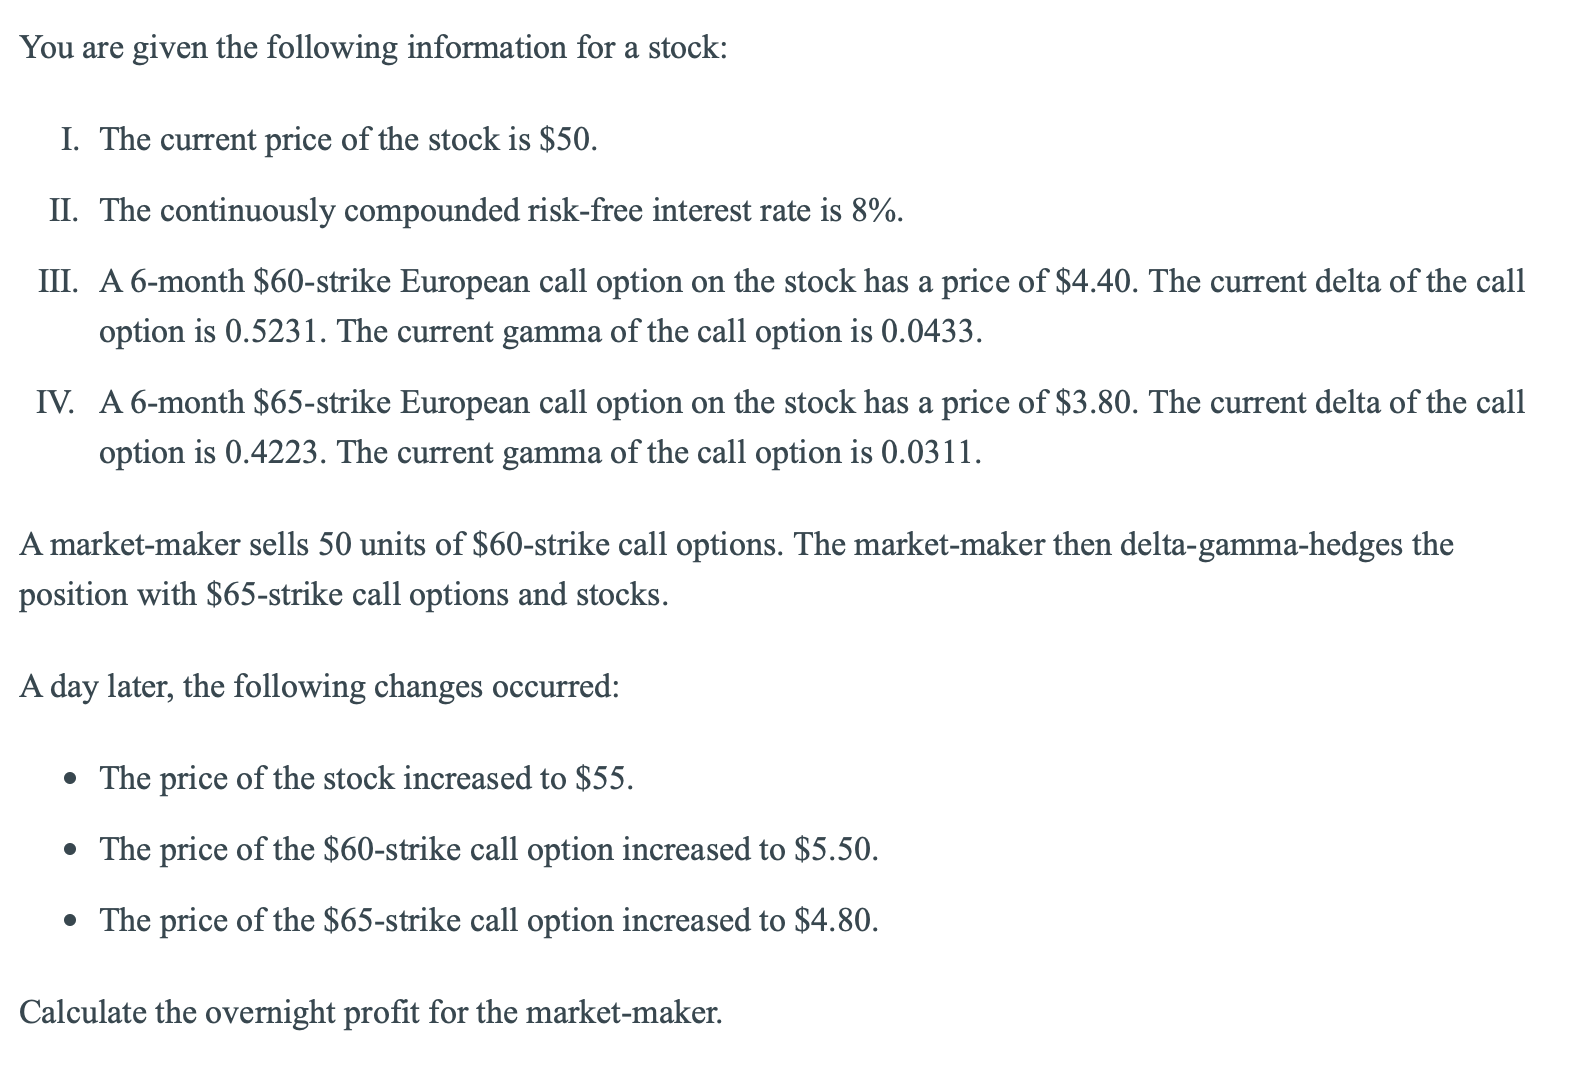 You are given the following information for a stock:
I. The current price of the stock is $50.
II. The continuously compounded risk-free interest rate is 8%.
III. A 6-month $60-strike European call option on the stock has a price of $4.40. The current delta of the call
option is 0.5231. The current gamma of the call option is 0.0433.
IV. A 6-month $65-strike European call option on the stock has a price of $3.80. The current delta of the call
option is 0.4223. The current gamma of the call option is 0.0311.
A market-maker sells 50 units of $60-strike call options. The market-maker then delta-gamma-hedges the
position with $65-strike call options and stocks.
A day later, the following changes occurred:
• The price of the stock increased to $55.
• The price of the $60-strike call option increased to $5.50.
• The price of the $65-strike call option increased to $4.80.
Calculate the overnight profit for the market-maker.